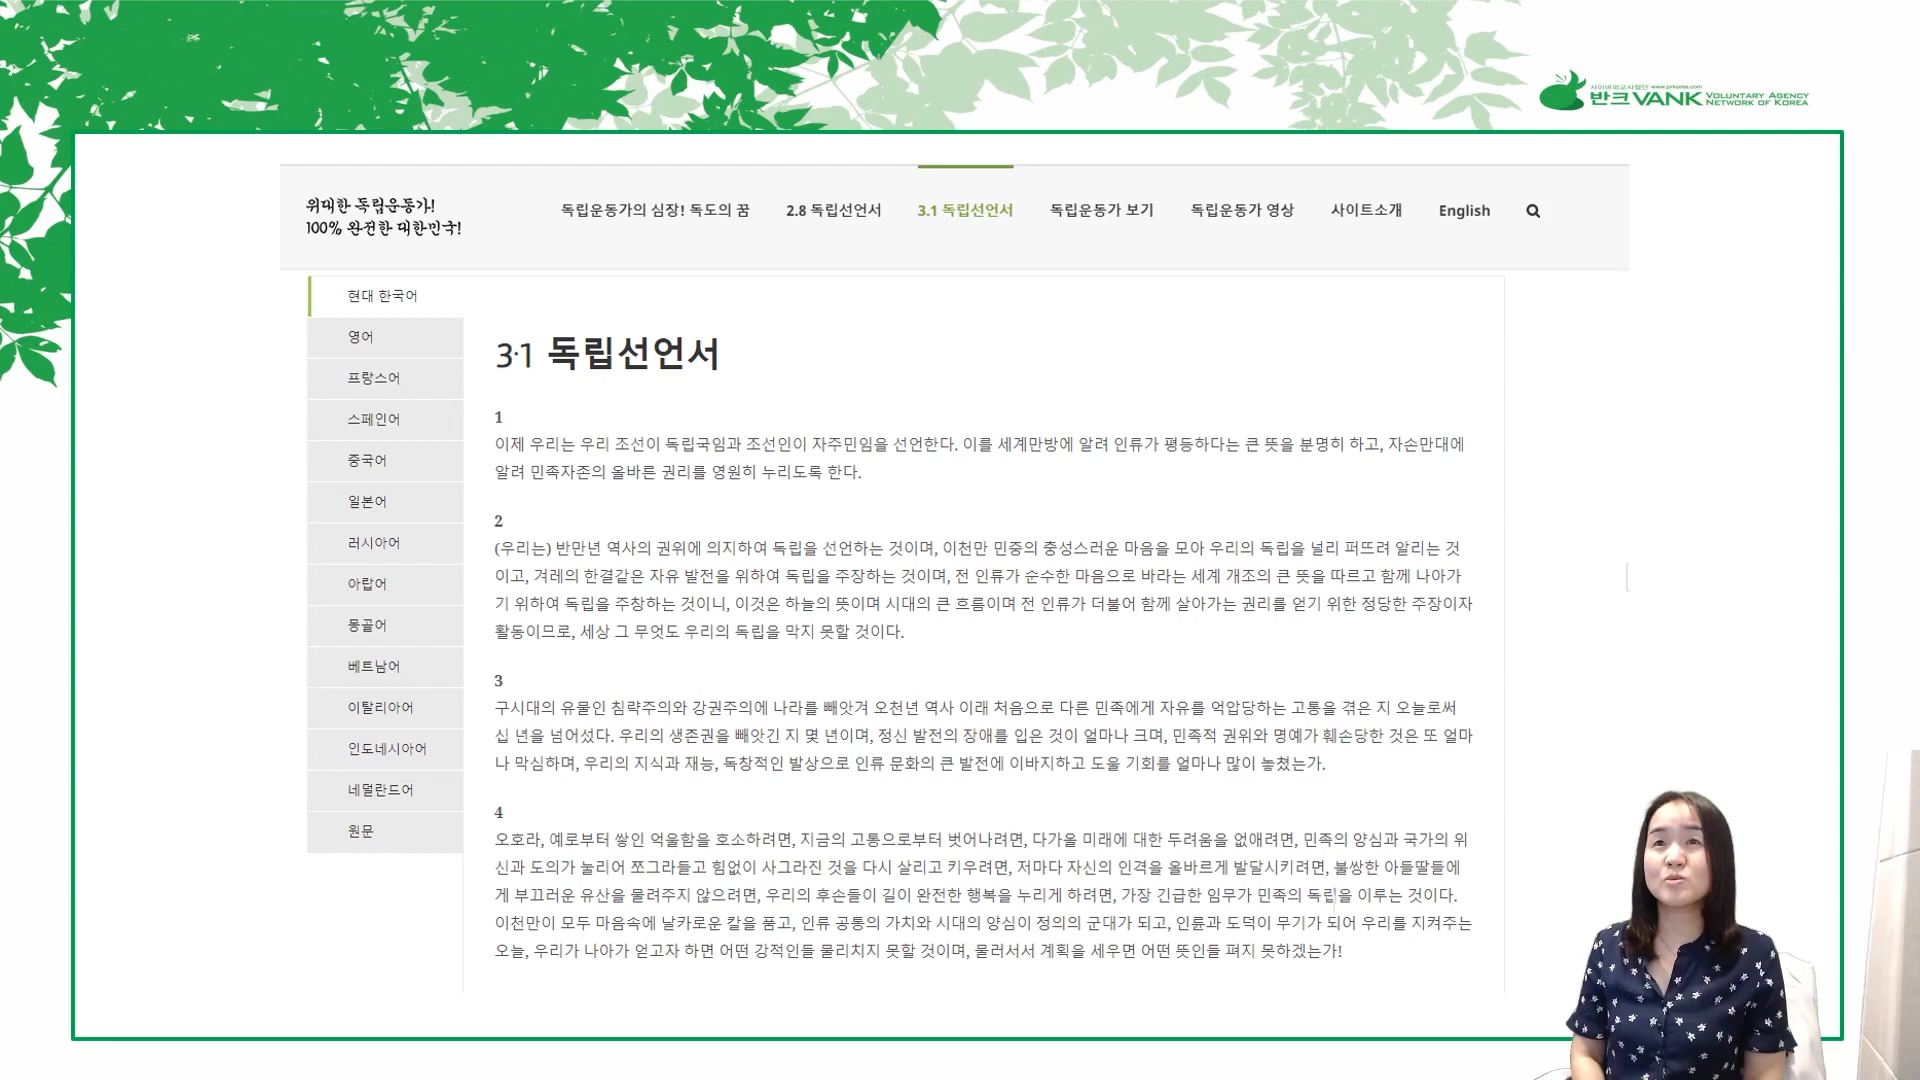 사이버외교사절단 www.prkorea.com
반크 VANK VOLUNTARY AGENCY
NETWORK OF KOREA
위대한 독립운동가!
100% 완전한 대한민국!
독립운동가의 심장! 독도의 꿈
2.8 독립선언서
3.1 독립선언서
독립운동가 보기
독립운동가 영상
사이트소개
English
현대 한국어
영어
프랑스어
스페인어
중국어
일본어
러시아어
아랍어
몽골어
베트남어
이탈리아어
인도네시아어
네덜란드어
원문
3·1 독립선언서
1
이제 우리는 우리 조선이 독립국임과 조선인이 자주민임을 선언한다. 이를 세계만방에 알려 인류가 평등하다는 큰 뜻을 분명히 하고, 자손만대에
알려 민족자존의 올바른 권리를 영원히 누리도록 한다.
2
(우리는) 반만년 역사의 권위에 의지하여 독립을 선언하는 것이며, 이천만 민중의 충성스러운 마음을 모아 우리의 독립을 널리 퍼뜨려 알리는 것
이고, 겨레의 한결같은 자유 발전을 위하여 독립을 주장하는 것이며, 전 인류가 순수한 마음으로 바라는 세계 개조의 큰 뜻을 따르고 함께 나아가
기 위하여 독립을 주창하는 것이니, 이것은 하늘의 뜻이며 시대의 큰 흐름이며 전 인류가 더불어 함께 살아가는 권리를 얻기 위한 정당한 주장이자
활동이므로, 세상 그 무엇도 우리의 독립을 막지 못할 것이다.
3
구시대의 유물인 침략주의와 강권주의에 나라를 빼앗겨 오천년 역사 이래 처음으로 다른 민족에게 자유를 억압당하는 고통을 겪은 지 오늘로써
십 년을 넘어섰다. 우리의 생존권을 빼앗긴 지 몇 년이며, 정신 발전의 장애를 입은 것이 얼마나 크며, 민족적 권위와 명예가 훼손당한 것은 또 얼마
나 막심하며, 우리의 지식과 재능, 독창적인 발상으로 인류 문화의 큰 발전에 이바지하고 도울 기회를 얼마나 많이 놓쳤는가.
4
오호라, 예로부터 쌓인 억울함을 호소하려면, 지금의 고통으로부터 벗어나려면, 다가올 미래에 대한 두려움을 없애려면, 민족의 양심과 국가의 위
신과 도의가 눌리어 쪼그라들고 힘없이 사그라진 것을 다시 살리고 키우려면, 저마다 자신의 인격을 올바르게 발달시키려면, 불쌍한 아들딸들에
게 부끄러운 유산을 물려주지 않으려면, 우리의 후손들이 길이 완전한 행복을 누리게 하려면, 가장 긴급한 임무가 민족의 독립을 이루는 것이다.
이천만이 모두 마음속에 날카로운 칼을 품고, 인류 공통의 가치와 시대의 양심이 정의의 군대가 되고, 인륜과 도덕이 무기가 되어 우리를 지켜주는
오늘, 우리가 나아가 얻고자 하면 어떤 강적인들 물리치지 못할 것이며, 물러서서 계획을 세우면 어떤 뜻인들 펴지 못하겠는가!